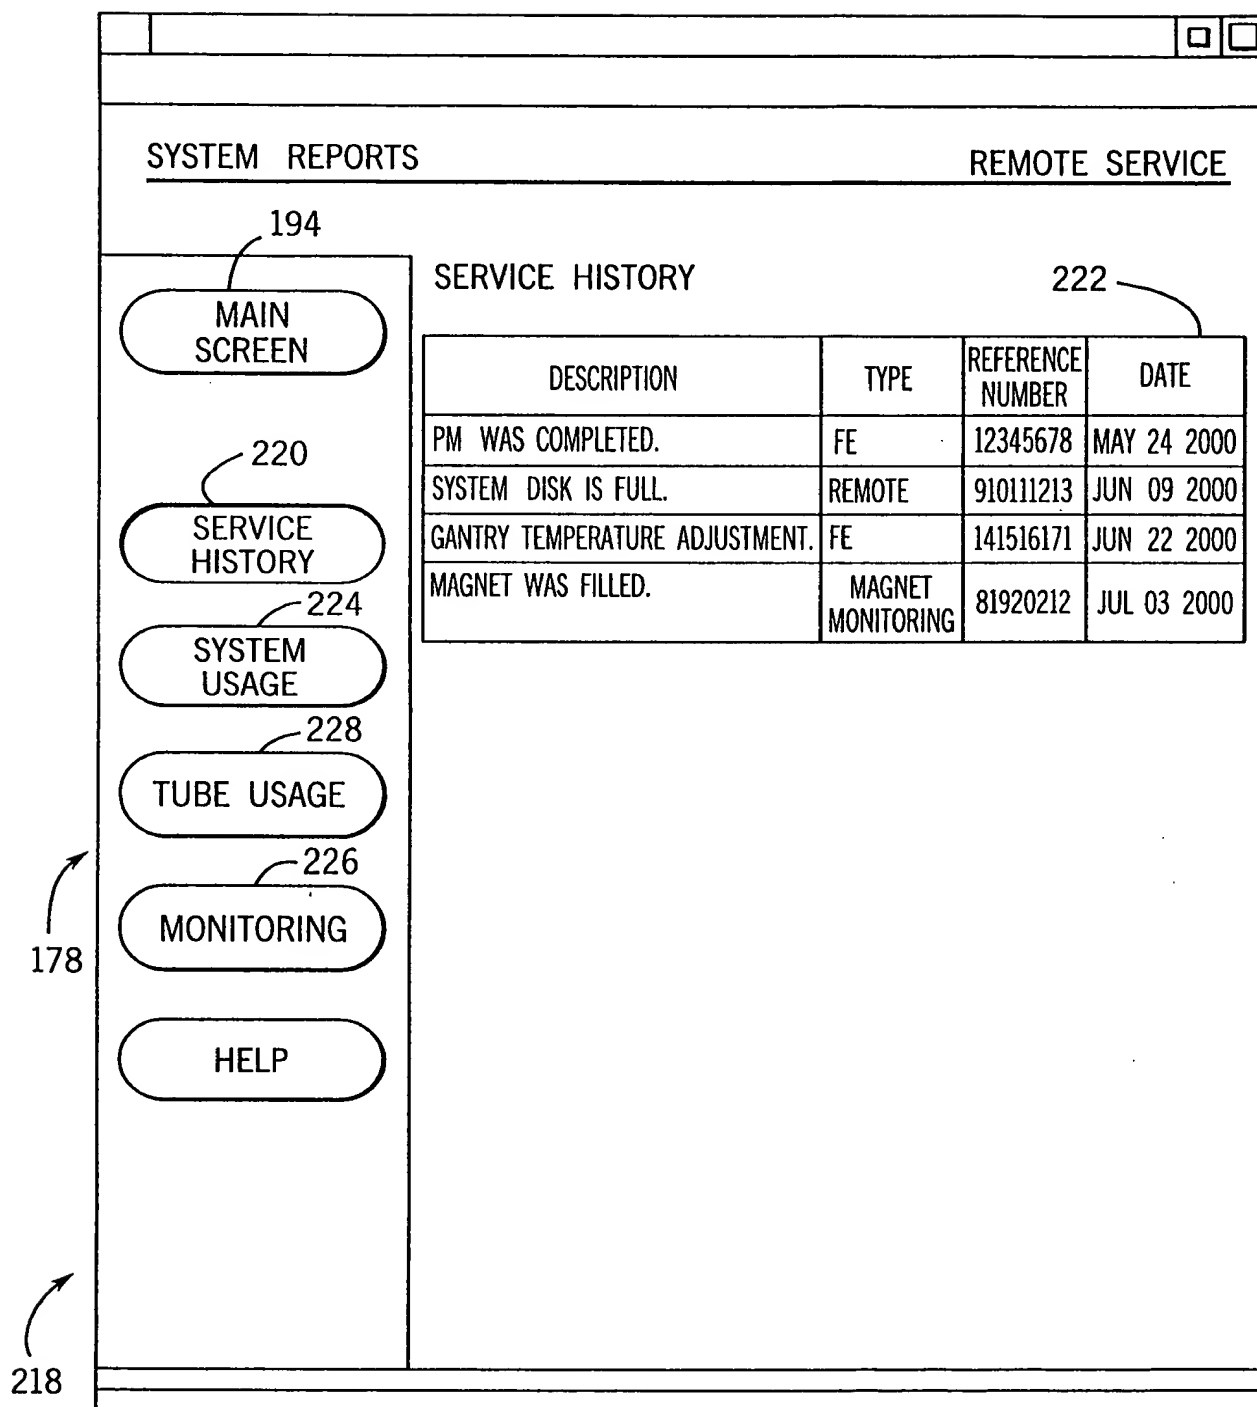 SYSTEM REPORTS
REMOTE SERVICE
194
MAIN
SCREEN
220
SERVICE
HISTORY
224
SYSTEM
USAGE
228
TUBE USAGE
226
MONITORING
HELP
178
218
SERVICE HISTORY
222
DESCRIPTION TYPE REFERENCE NUMBER DATE
PM WAS COMPLETED. FE 12345678 MAY 24 2000
SYSTEM DISK IS FULL. REMOTE 910111213 JUN 09 2000
GANTRY TEMPERATURE ADJUSTMENT. FE 141516171 JUN 22 2000
MAGNET WAS FILLED. MAGNET MONITORING 81920212 JUL 03 2000